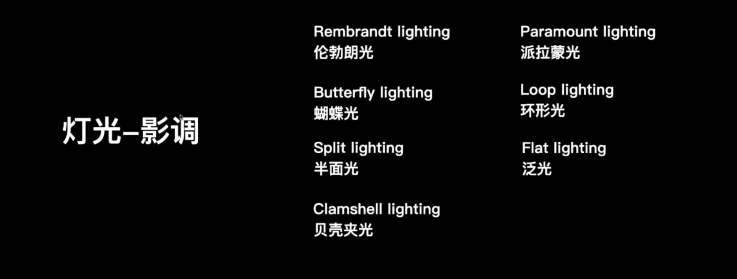 灯光-影调
Rembrandt lighting
伦勃朗光
Paramount lighting
派拉蒙光
Butterfly lighting
蝴蝶光
Loop lighting
环形光
Split lighting
半面光
Flat lighting
泛光
Clamshell lighting
贝壳夹光